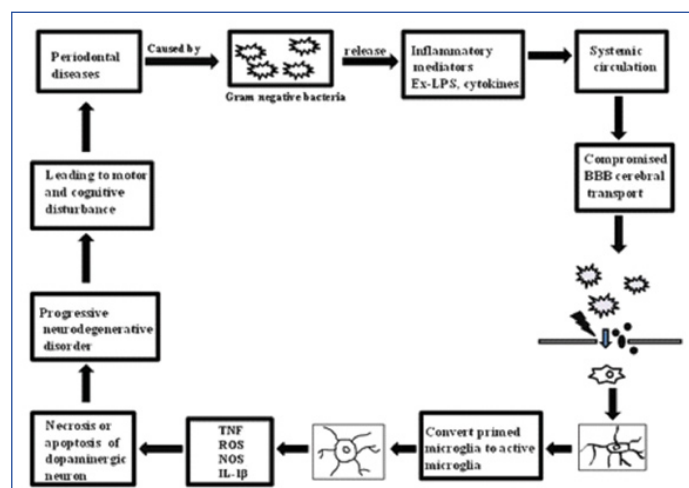 Periodontal
diseases
Caused by
Gram negative bacteria
release
Inflammatory
mediators
Ex-LPS, cytokines
Systemic
circulation
Compromised
BBB cerebral
transport
Convert primed
microglia to active
microglia
TNF
ROS
NOS
IL-1β
Necrosis or
apoptosis of
dopaminergic
neuron
Progressive
neurodegenerative
disorder
Leading to motor
and cognitive
disturbance